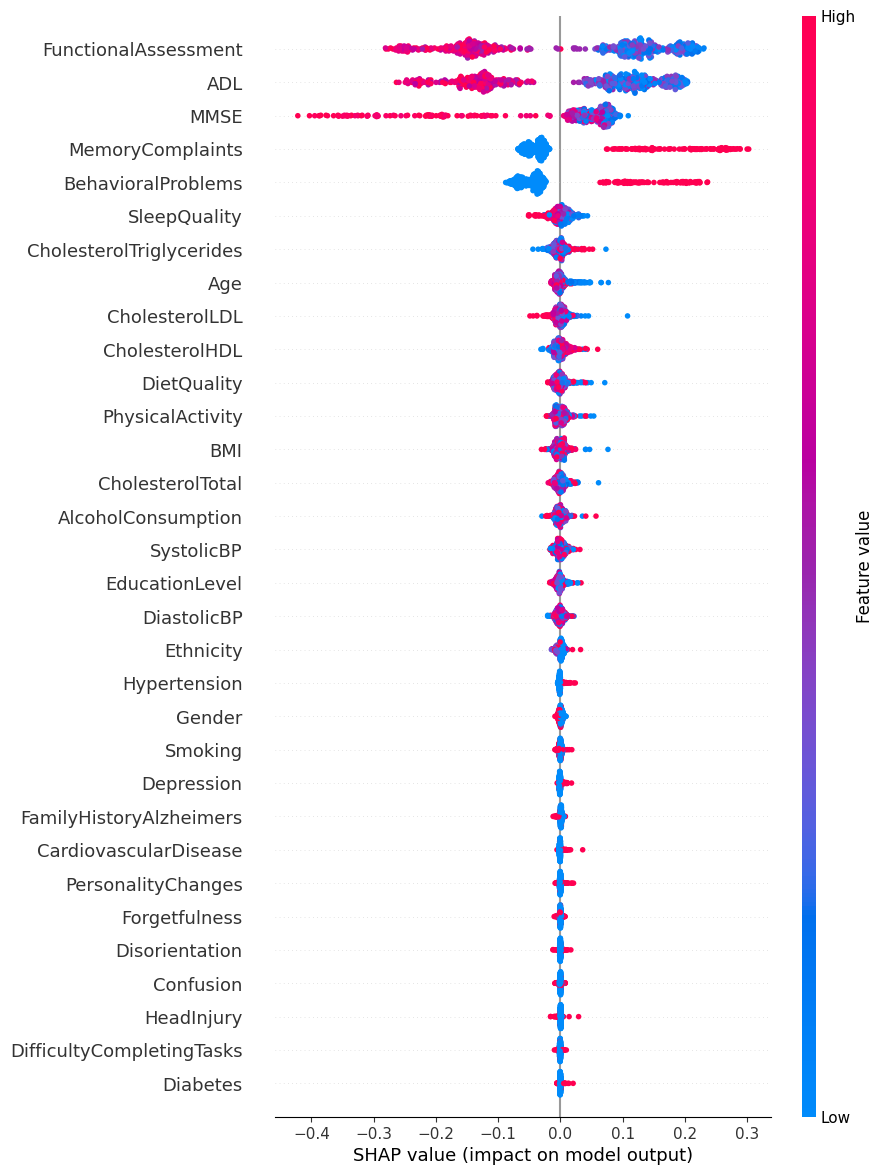 High
FunctionalAssessment
ADL
MMSE
MemoryComplaints
BehavioralProblems
SleepQuality
CholesterolTriglycerides
Age
CholesterolLDL
CholesterolHDL
DietQuality
PhysicalActivity
BMI
CholesterolTotal
AlcoholConsumption
SystolicBP
EducationLevel
DiastolicBP
Ethnicity
Hypertension
Gender
Smoking
Depression
FamilyHistoryAlzheimers
CardiovascularDisease
PersonalityChanges
Forgetfulness
Disorientation
Confusion
HeadInjury
DifficultyCompletingTasks
Diabetes
Feature value
Low
−0.4 −0.3 −0.2 −0.1 0.0 0.1 0.2 0.3
SHAP value (impact on model output)